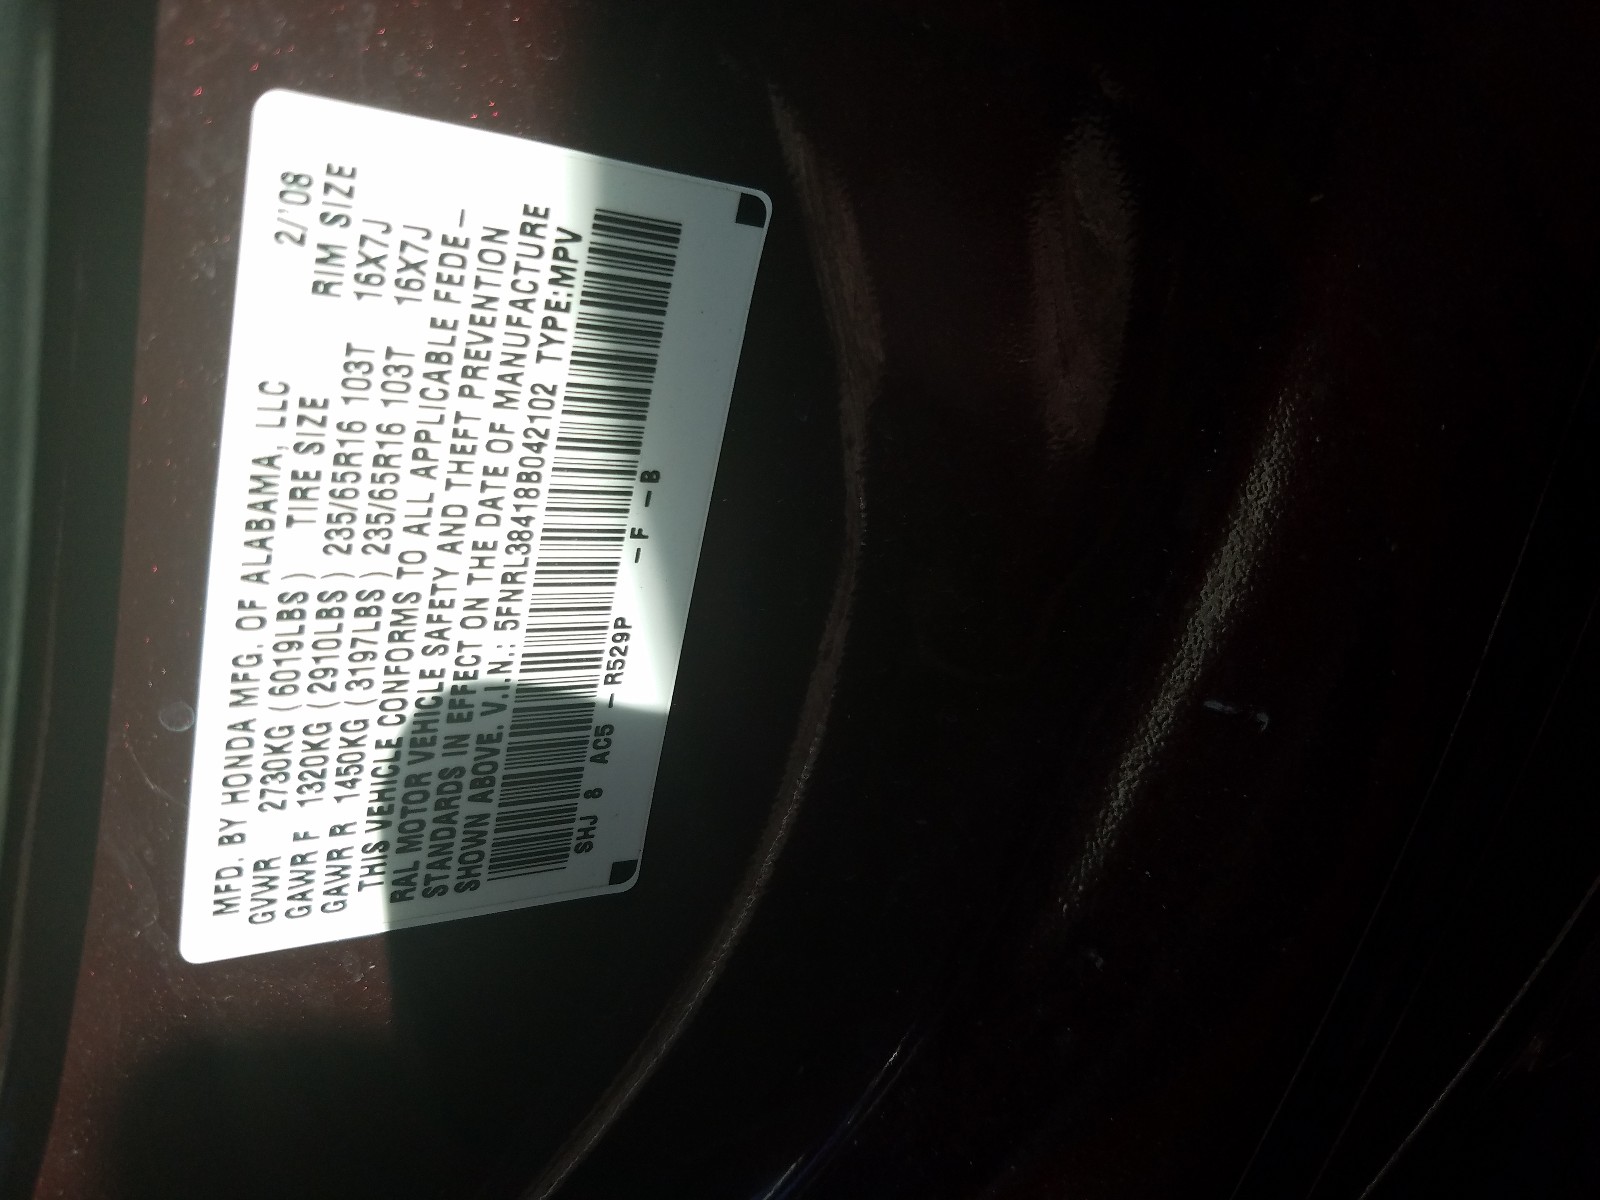 MFD. BY HONDA MFG. OF ALABAMA, LLC 2/'08
GVWR 2730KG (6019LBS) TIRE SIZE RIM SIZE
GAWR F 1320KG (2910LBS) 235/65R16 103T 16X7J
GAWR R 1450KG (3197LBS) 235/65R16 103T 16X7J
THIS VEHICLE CONFORMS TO ALL APPLICABLE FEDE-
RAL MOTOR VEHICLE SAFETY AND THEFT PREVENTION
STANDARDS IN EFFECT ON THE DATE OF MANUFACTURE
SHOWN ABOVE. V.I.N.: 5FNRL38418B042102 TYPE:MPV
SHJ 8 AC5 -R529P -F -B